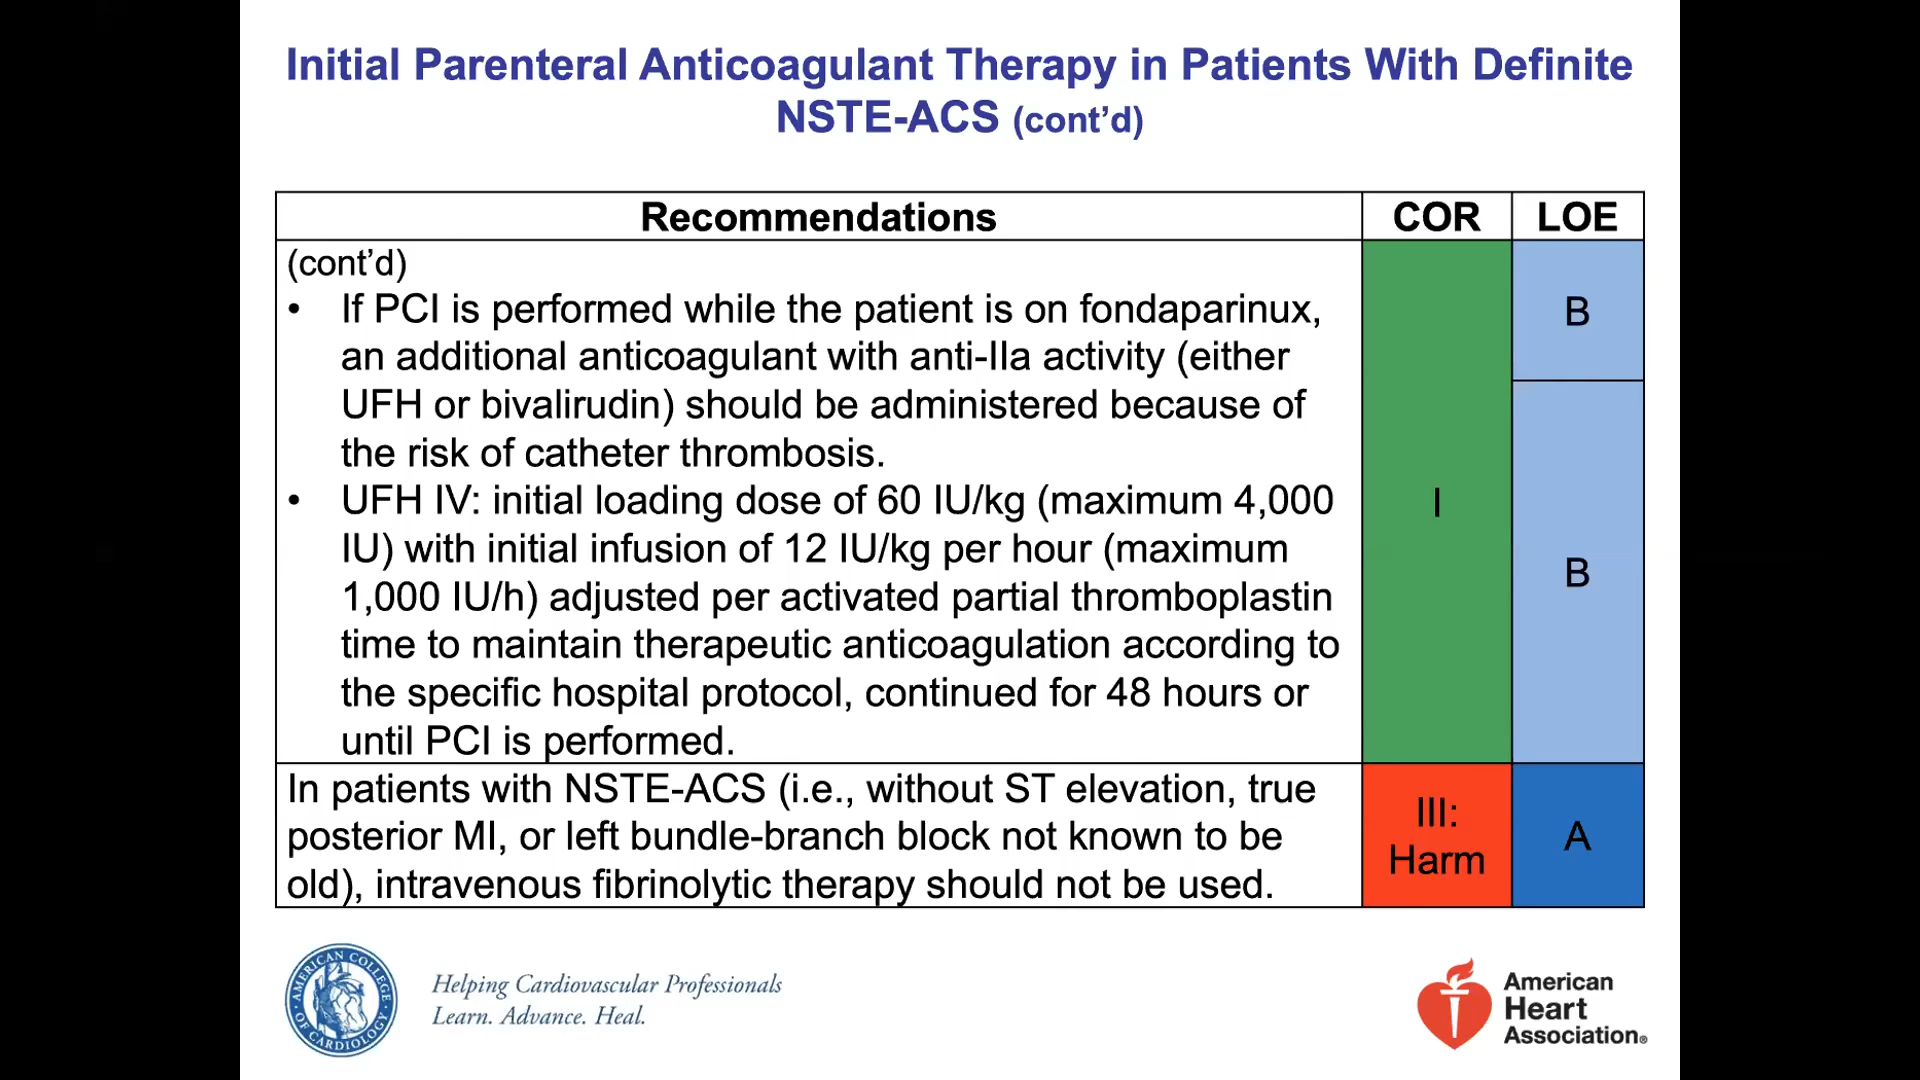 Initial Parenteral Anticoagulant Therapy in Patients With Definite
NSTE-ACS (cont’d)
Recommendations
COR
LOE
(cont’d)
• If PCI is performed while the patient is on fondaparinux,
an additional anticoagulant with anti-IIa activity (either
UFH or bivalirudin) should be administered because of
the risk of catheter thrombosis.
• UFH IV: initial loading dose of 60 IU/kg (maximum 4,000
IU) with initial infusion of 12 IU/kg per hour (maximum
1,000 IU/h) adjusted per activated partial thromboplastin
time to maintain therapeutic anticoagulation according to
the specific hospital protocol, continued for 48 hours or
until PCI is performed.
I
B
B
In patients with NSTE-ACS (i.e., without ST elevation, true
posterior MI, or left bundle-branch block not known to be
old), intravenous fibrinolytic therapy should not be used.
III:
Harm
A
AMERICAN COLLEGE
OF CARDIOLOGY
Helping Cardiovascular Professionals
Learn. Advance. Heal.
American
Heart
Association®